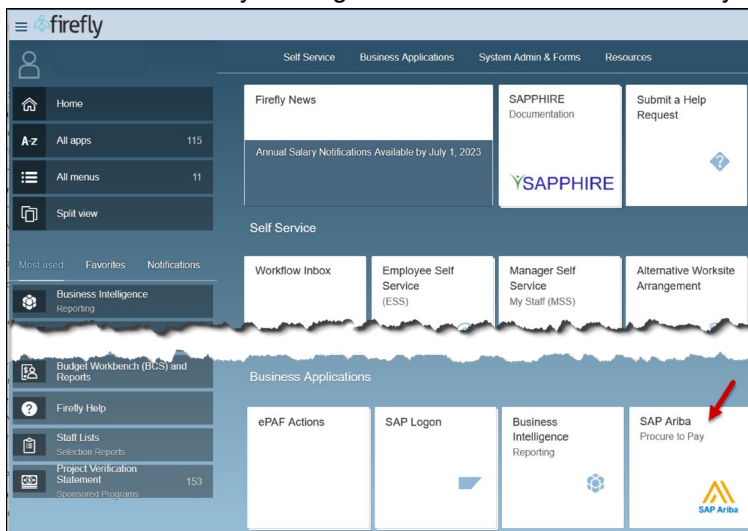 firefly
Self Service
Business Applications
System Admin & Forms
Resources
Home
A-z All apps 115
All menus 11
Split view
Most used
Favorites
Notifications
Business Intelligence
Reporting
Firefly News
Annual Salary Notifications Available by July 1, 2023
SAPPHIRE
Documentation
SAPPHIRE
Submit a Help
Request
Self Service
Workflow Inbox
Employee Self
Service
(ESS)
Manager Self
Service
My Staff (MSS)
Alternative Worksite
Arrangement
Budget Workbench (BCS) and
Reports
Firefly Help
Staff Lists
Selection Reports
Project Verification
Statement 153
Sponsored Programs
Business Applications
ePAF Actions
SAP Logon
Business
Intelligence
Reporting
SAP Ariba
Procure to Pay
SAP Ariba